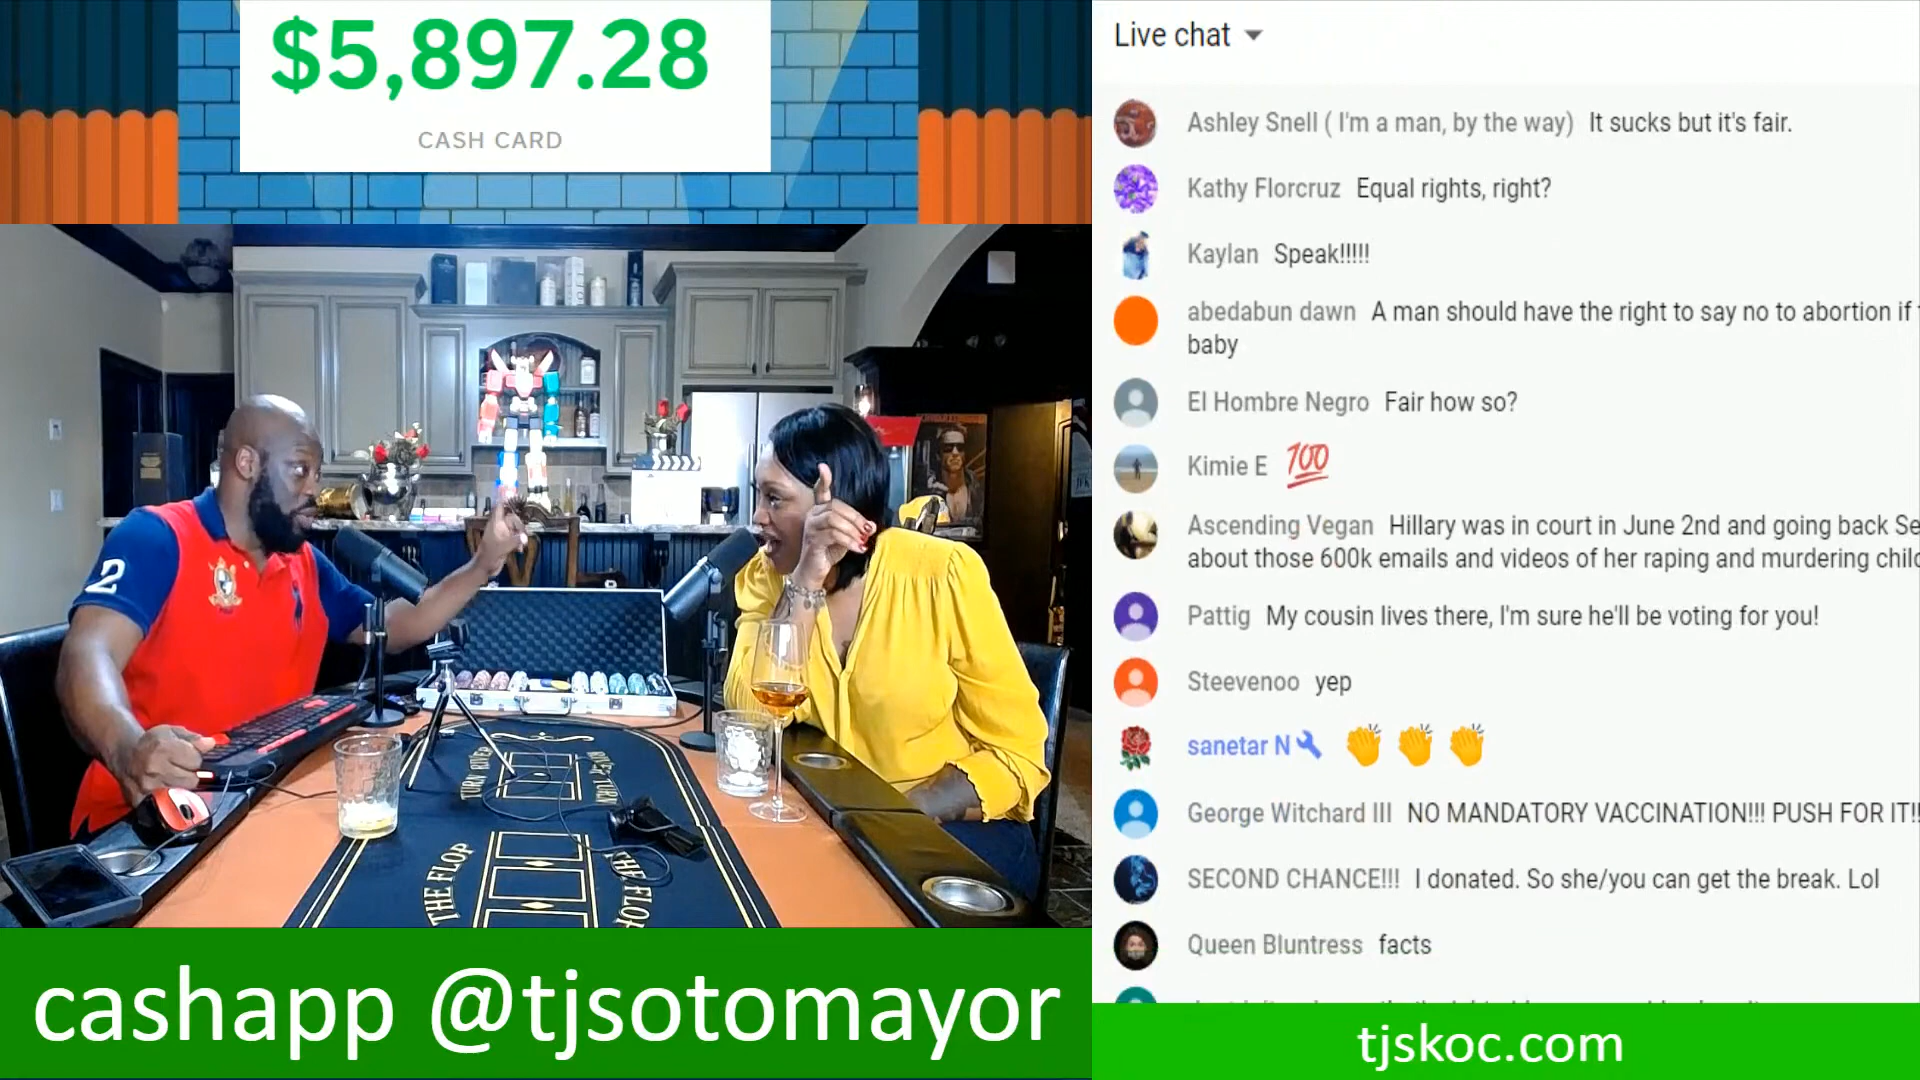 $5,897.28
CASH CARD
2
TURN RIVER
THE FLOP
cashapp @tjsotomayor
Live chat
Ashley Snell ( I'm a man, by the way) It sucks but it's fair.
Kathy Florcruz Equal rights, right?
Kaylan Speak!!!!!
abedabun dawn A man should have the right to say no to abortion if
baby
El Hombre Negro Fair how so?
Kimie E 💯
Ascending Vegan Hillary was in court in June 2nd and going back Se
about those 600k emails and videos of her raping and murdering chil
Pattig My cousin lives there, I'm sure he'll be voting for you!
Steevenoo yep
sanetar N 👏 👏 👏
George Witchard III NO MANDATORY VACCINATION!!! PUSH FOR IT!!
SECOND CHANCE!!! I donated. So she/you can get the break. Lol
Queen Bluntress facts
tjskoc.com